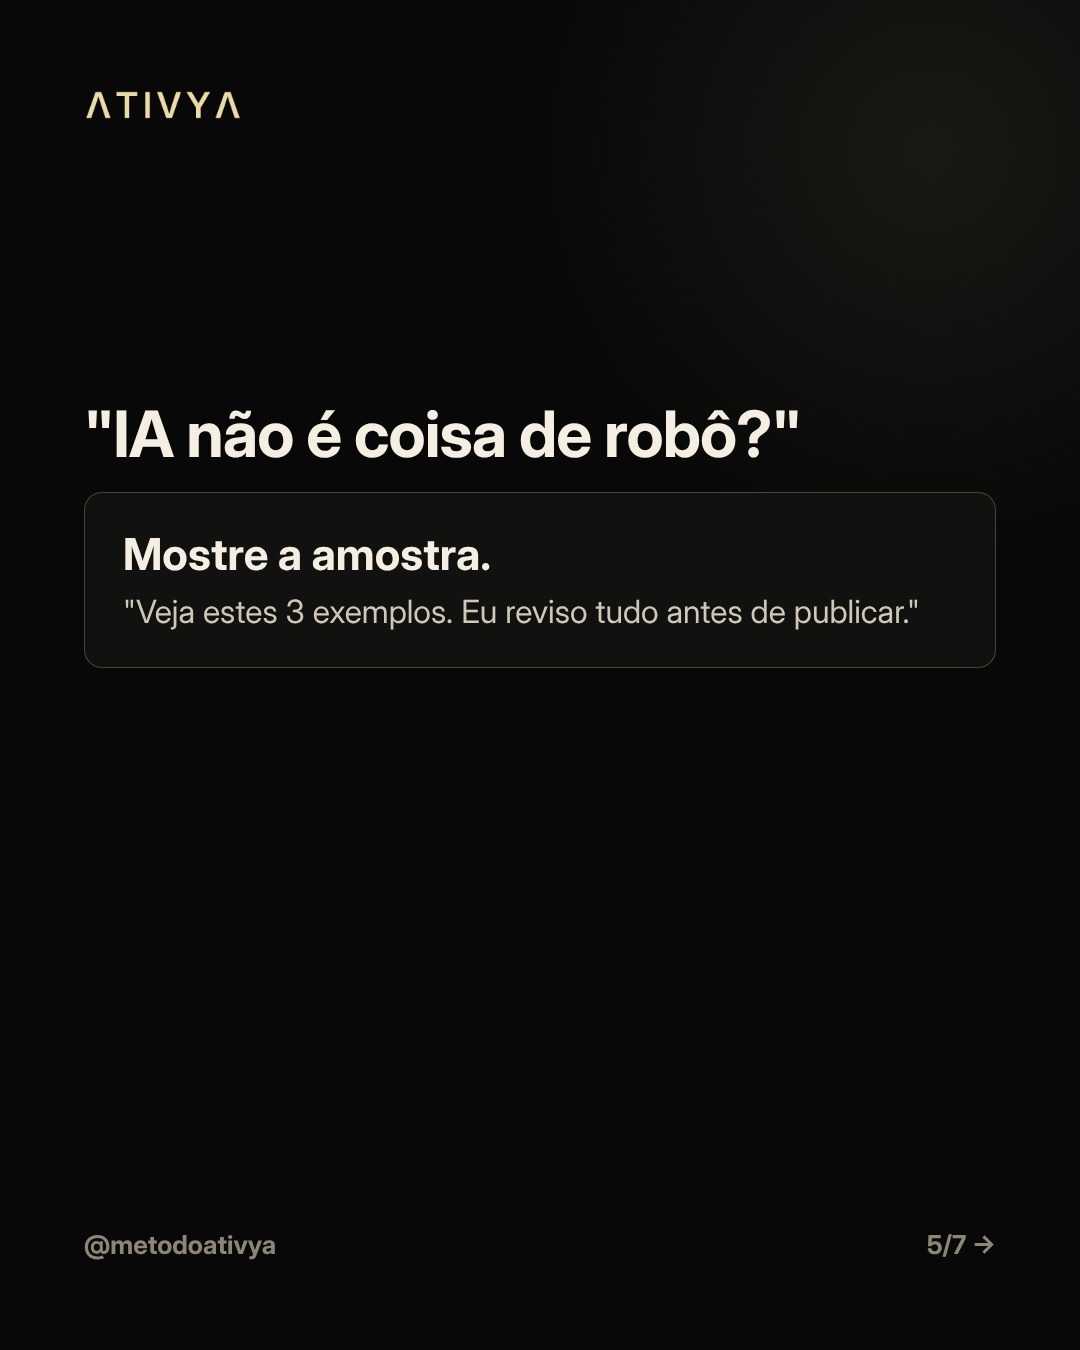 ATIVYA
"IA não é coisa de robô?"
Mostre a amostra.
"Veja estes 3 exemplos. Eu reviso tudo antes de publicar."
@metodoativya
5/7 →